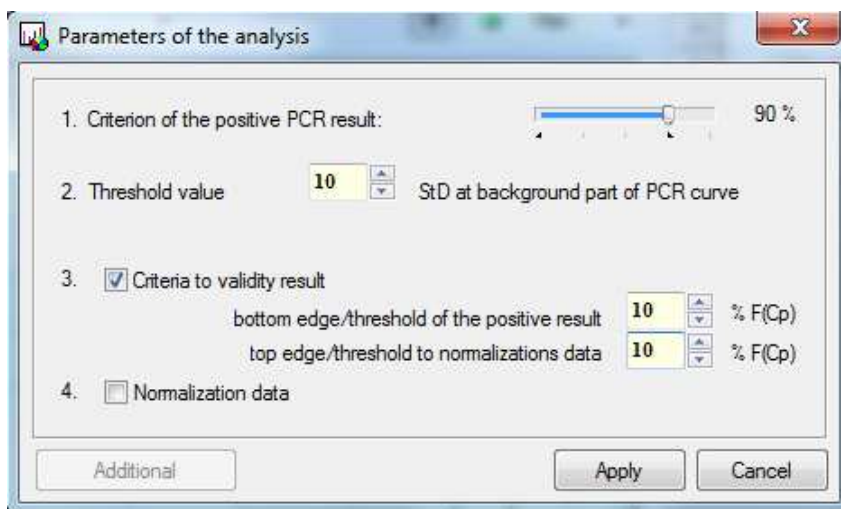 Parameters of the analysis
1. Criterion of the positive PCR result: 90 %
2. Threshold value 10 StD at background part of PCR curve
3. Criteria to validity result
bottom edge/threshold of the positive result 10 % F(Cp)
top edge/threshold to normalizations data 10 % F(Cp)
4. Normalization data
Additional Apply Cancel